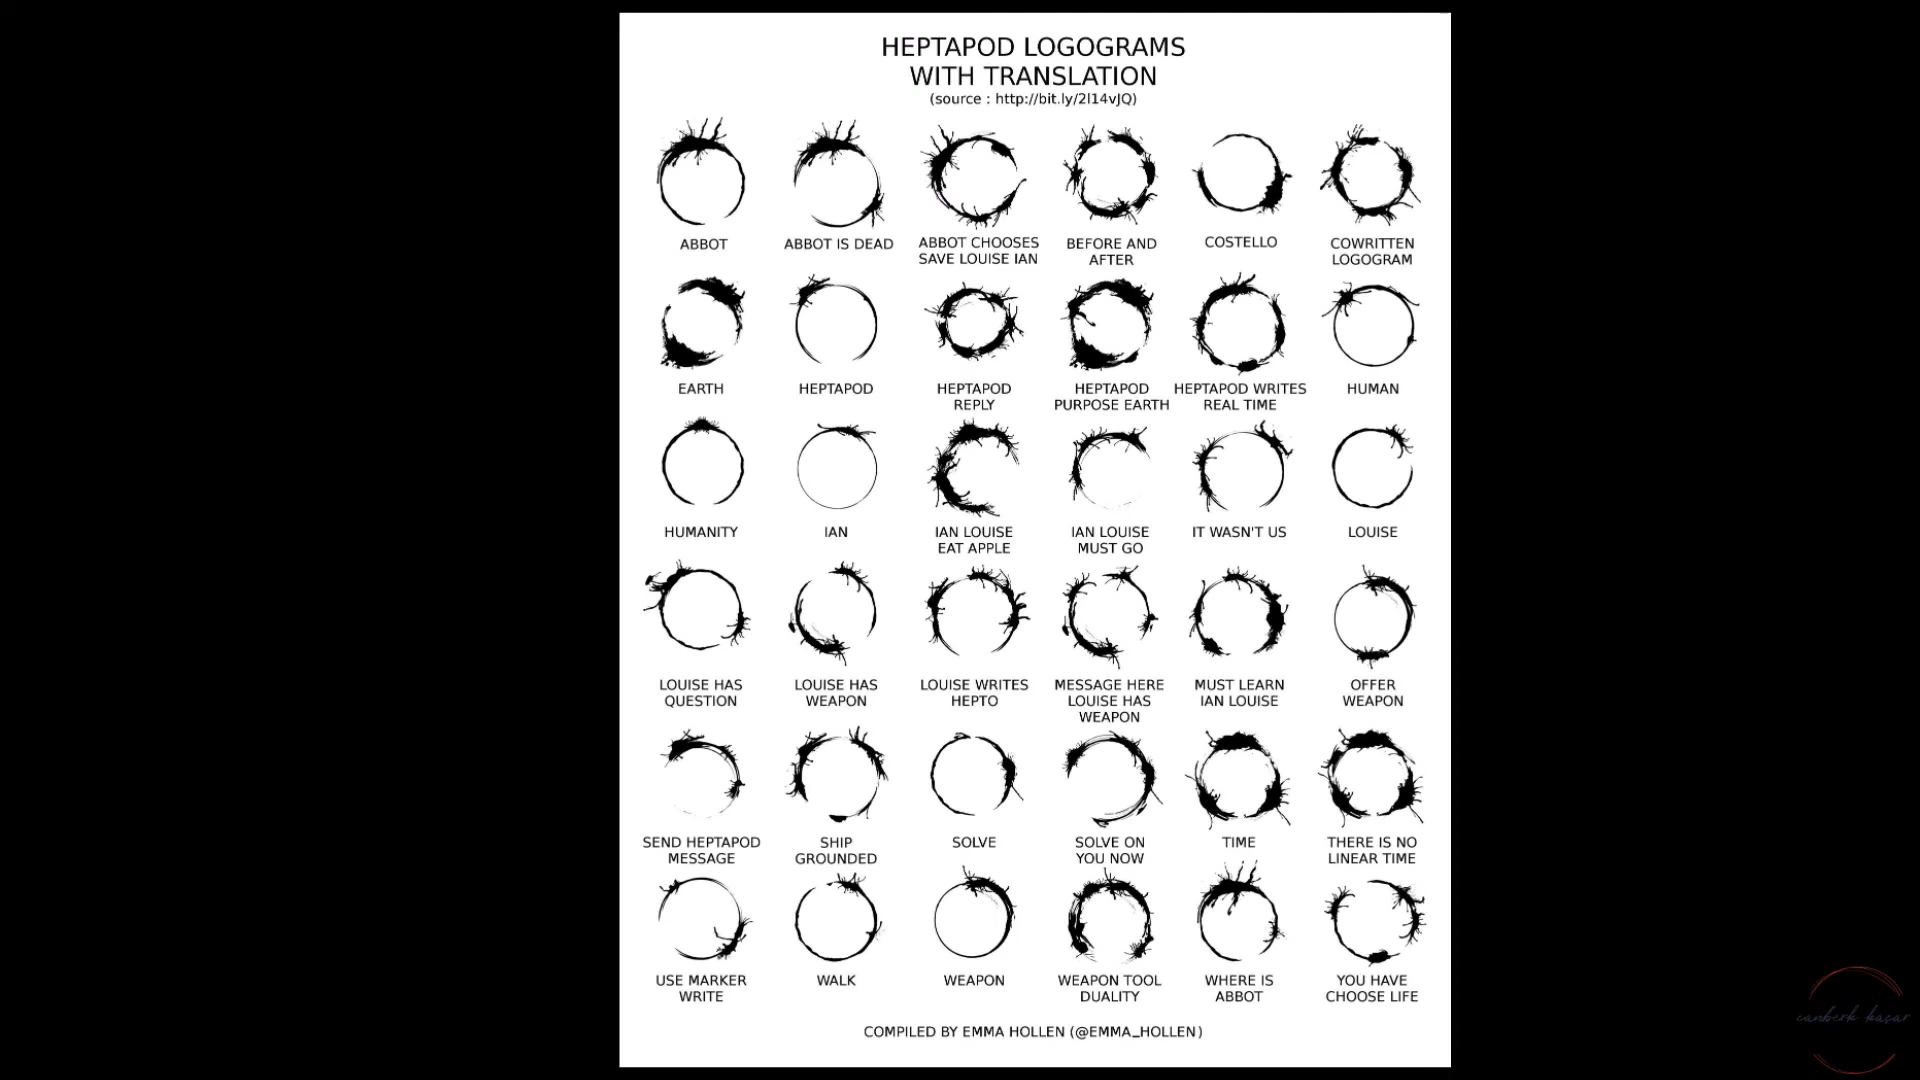 HEPTAPOD LOGOGRAMS
WITH TRANSLATION
(source : http://bit.ly/2l14vJQ)
ABBOT
ABBOT IS DEAD
ABBOT CHOOSES
SAVE LOUISE IAN
BEFORE AND
AFTER
COSTELLO
COWRITTEN
LOGOGRAM
EARTH
HEPTAPOD
HEPTAPOD
REPLY
HEPTAPOD
PURPOSE EARTH
HEPTAPOD WRITES
REAL TIME
HUMAN
HUMANITY
IAN
IAN LOUISE
EAT APPLE
IAN LOUISE
MUST GO
IT WASN'T US
LOUISE
LOUISE HAS
QUESTION
LOUISE HAS
WEAPON
LOUISE WRITES
HEPTO
MESSAGE HERE
LOUISE HAS
WEAPON
MUST LEARN
IAN LOUISE
OFFER
WEAPON
SEND HEPTAPOD
MESSAGE
SHIP
GROUNDED
SOLVE
SOLVE ON
YOU NOW
TIME
THERE IS NO
LINEAR TIME
USE MARKER
WRITE
WALK
WEAPON
WEAPON TOOL
DUALITY
WHERE IS
ABBOT
YOU HAVE
CHOOSE LIFE
COMPILED BY EMMA HOLLEN (@EMMA_HOLLEN)
canberk kaçar